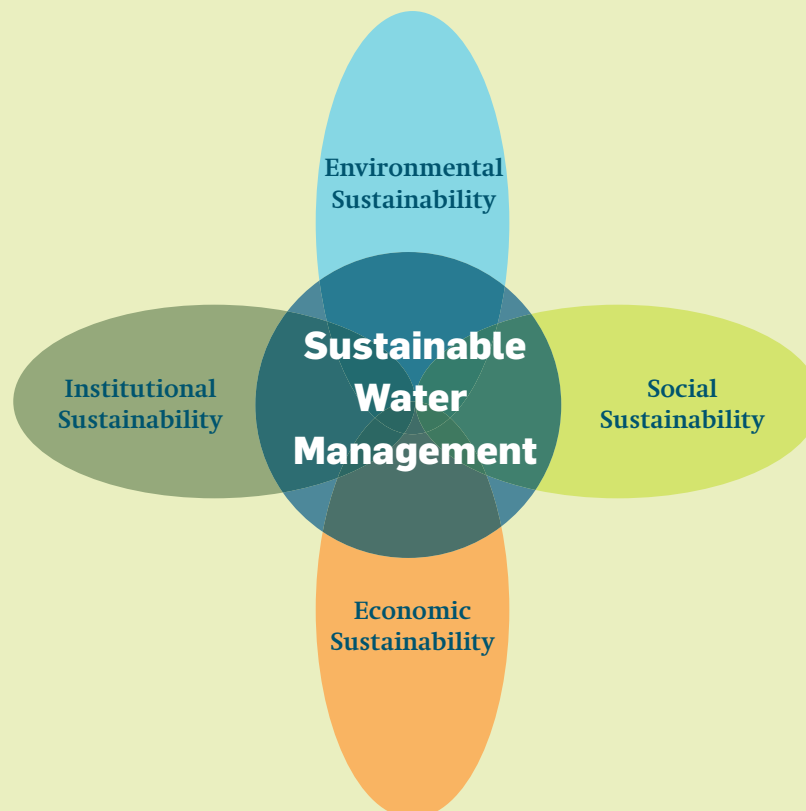 Environmental
Sustainability
Sustainable
Water
Management
Institutional
Sustainability
Social
Sustainability
Economic
Sustainability